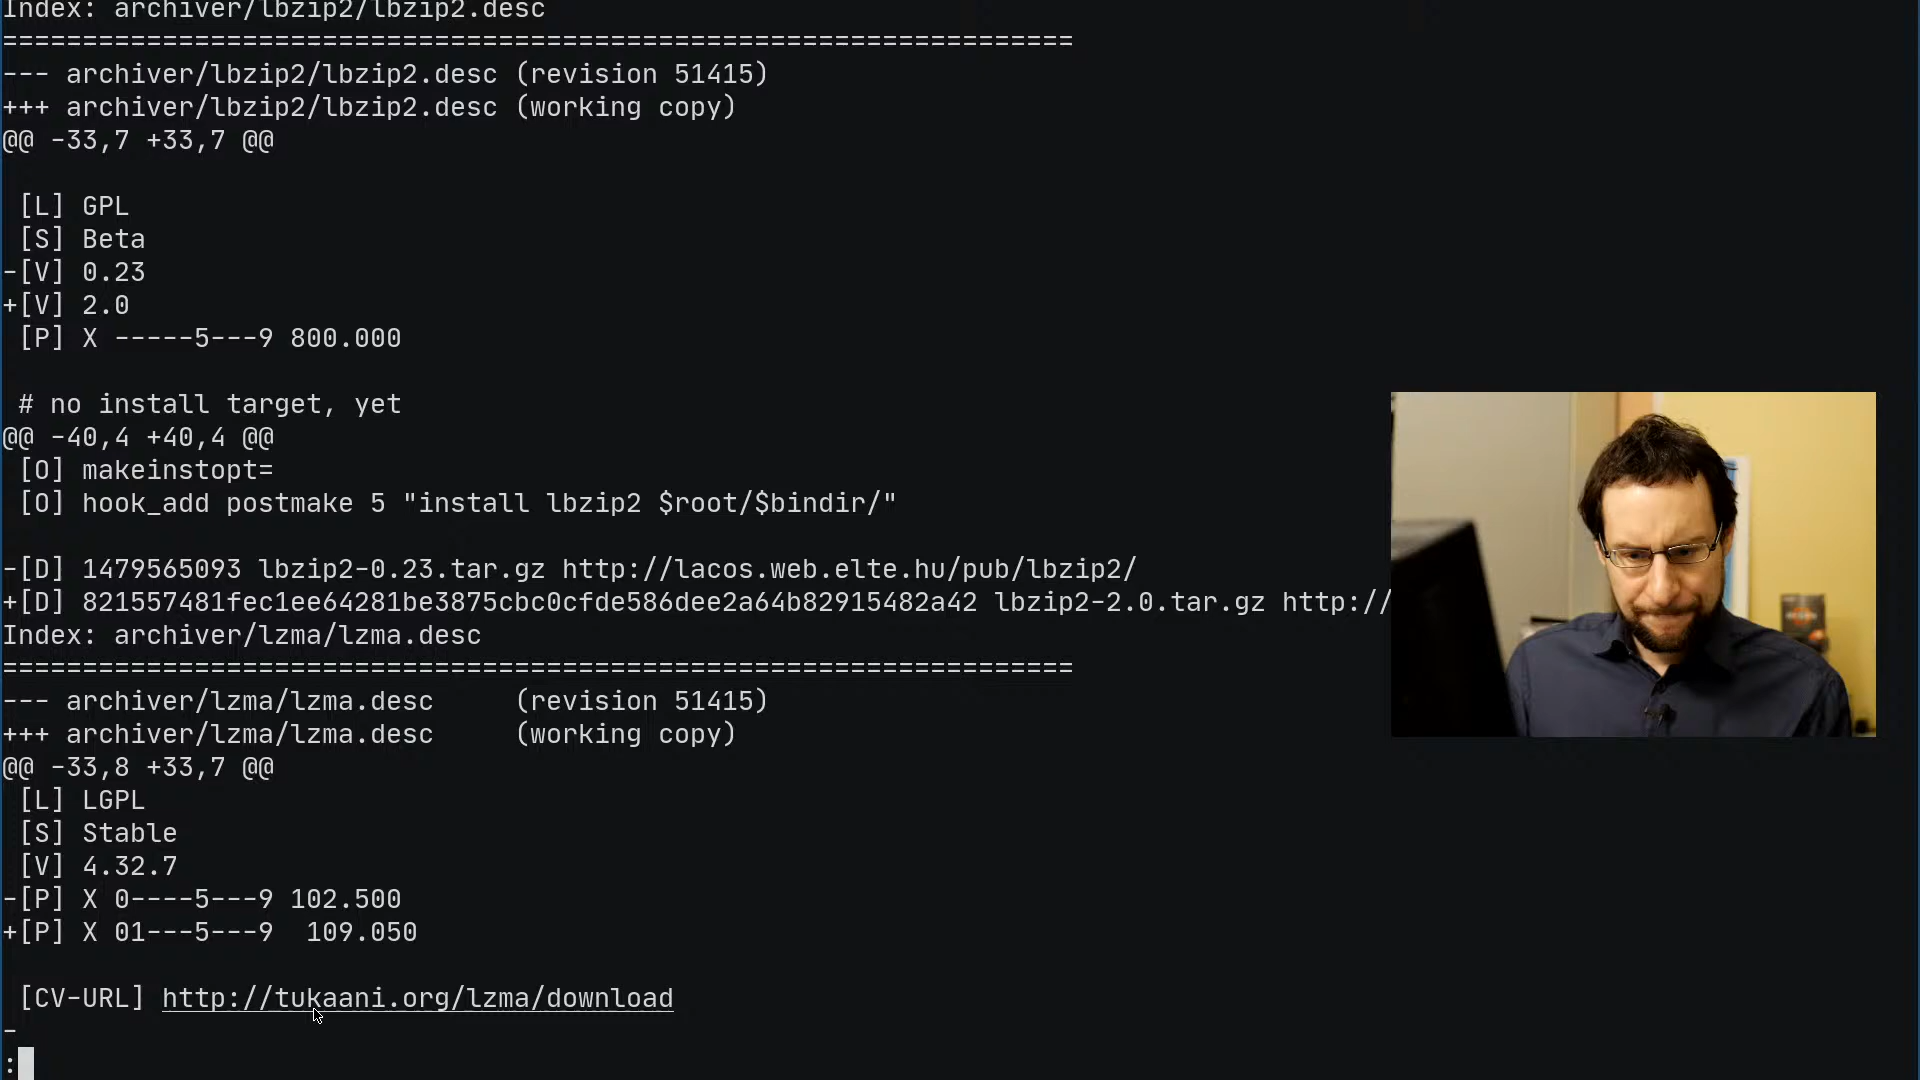 Index: archiver/lbzip2/lbzip2.desc
===================================================================
--- archiver/lbzip2/lbzip2.desc (revision 51415)
+++ archiver/lbzip2/lbzip2.desc (working copy)
@@ -33,7 +33,7 @@
[L] GPL
[S] Beta
-[V] 0.23
+[V] 2.0
[P] X -----5---9 800.000
# no install target, yet
@@ -40,4 +40,4 @@
[O] makeinstopt=
[O] hook_add postmake 5 "install lbzip2 $root/$bindir/"
-[D] 1479565093 lbzip2-0.23.tar.gz http://lacos.web.elte.hu/pub/lbzip2/
+[D] 821557481fec1ee64281be3875cbc0cfde586dee2a64b82915482a42 lbzip2-2.0.tar.gz http://
Index: archiver/lzma/lzma.desc
===================================================================
--- archiver/lzma/lzma.desc     (revision 51415)
+++ archiver/lzma/lzma.desc     (working copy)
@@ -33,8 +33,7 @@
[L] LGPL
[S] Stable
[V] 4.32.7
-[P] X 0----5---9 102.500
+[P] X 01---5---9  109.050
[CV-URL] http://tukaani.org/lzma/download
-
: